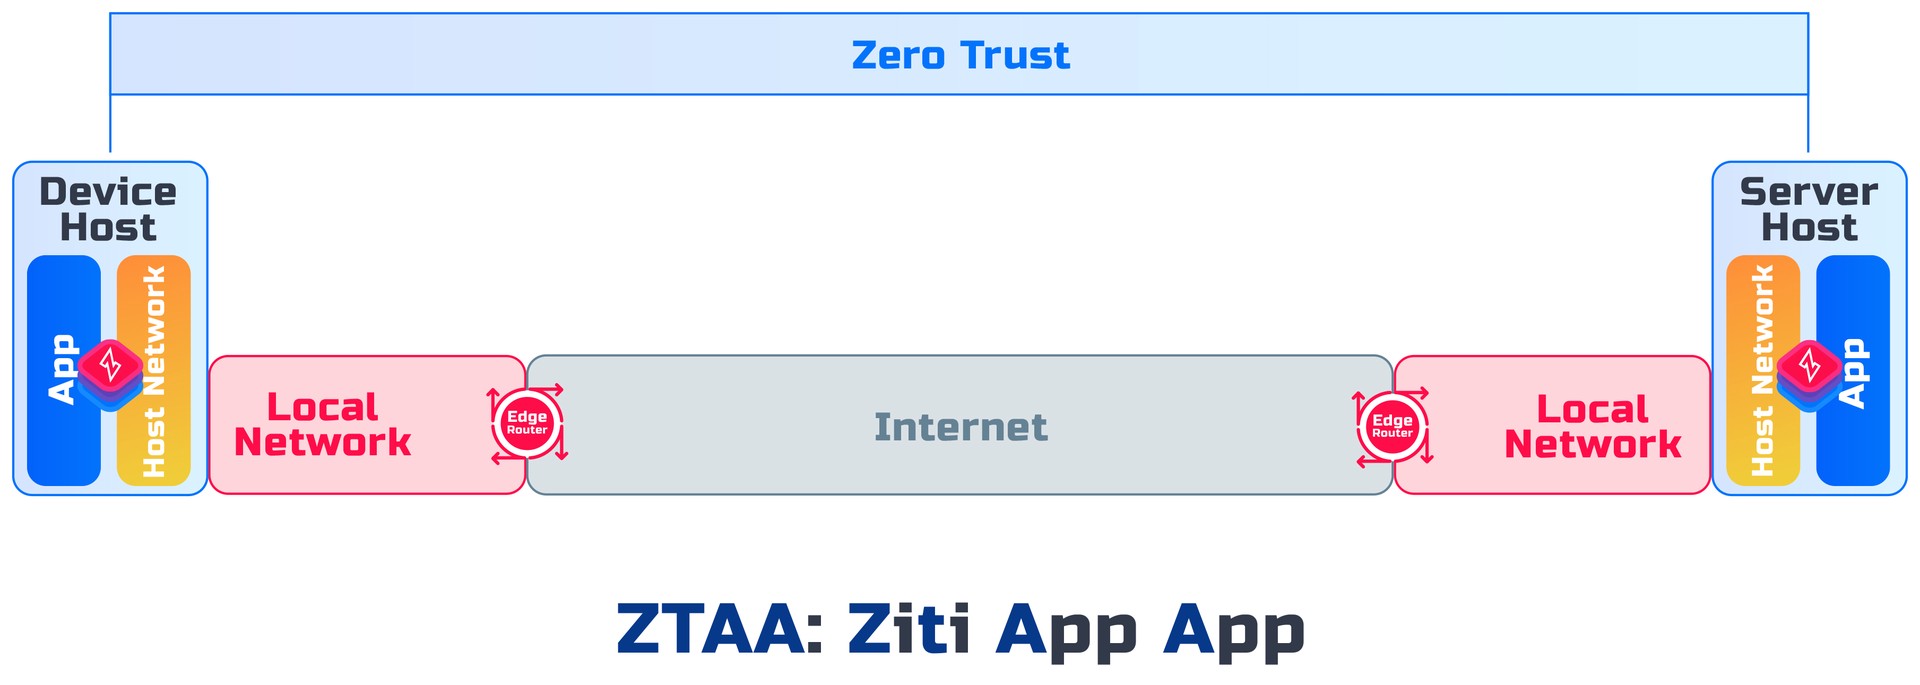 Zero Trust
Device
Host
App
Host Network
Local
Network
Edge
Router
Internet
Edge
Router
Local
Network
Server
Host
Host Network
App
ZTAA: Ziti App App